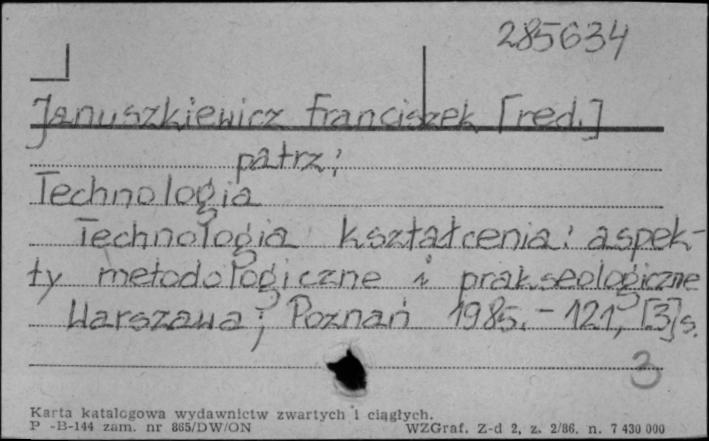 285634
Januszkiewicz Franciszek [red.]
patrz:
Technologia
Technologia kształcenia: aspek-
ty metodologiczne i prakseologiczne
Warszawa; Poznań 1985. – 121, [3] s.
3
Karta katalogowa wydawnictw zwartych i ciągłych.
P -B-144 zam. nr 865/DW/ON WZGraf. Z-d 2, z. 2/86. n. 7 430 000